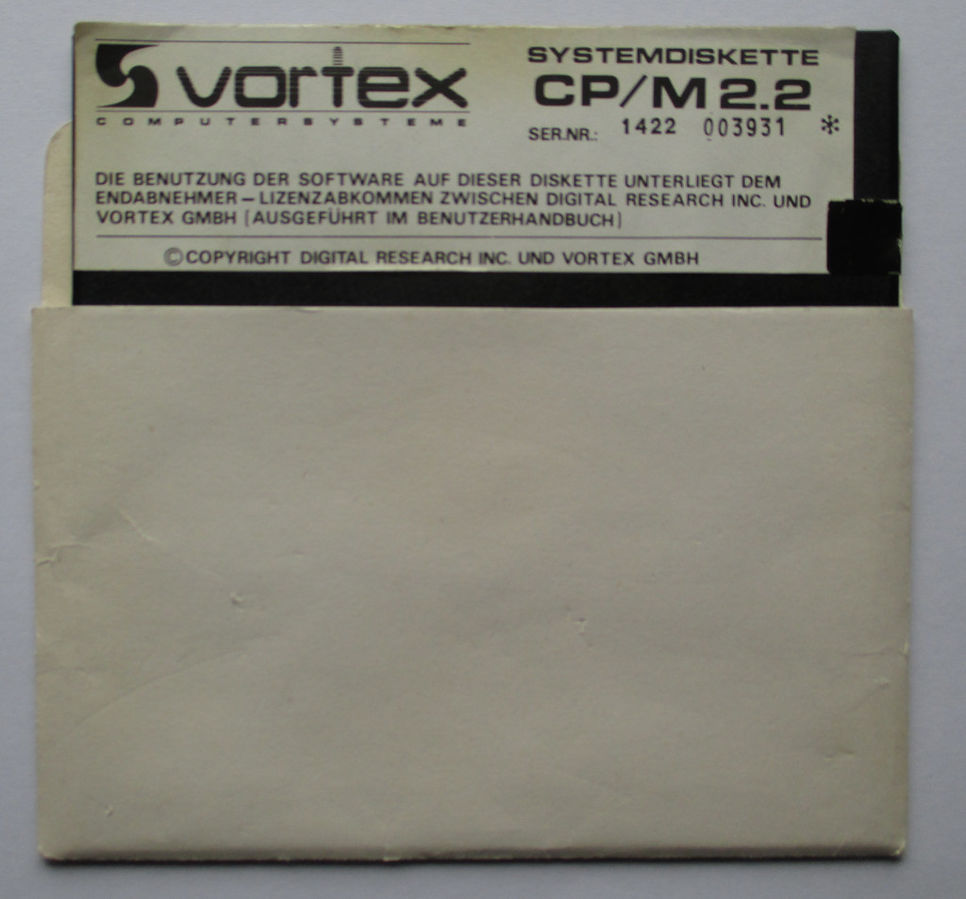 vortex
COMPUTERSYSTEME
SYSTEMDISKETTE
CP/M 2.2
SER.NR.: 1422 003931 *
DIE BENUTZUNG DER SOFTWARE AUF DIESER DISKETTE UNTERLIEGT DEM
ENDABNEHMER – LIZENZABKOMMEN ZWISCHEN DIGITAL RESEARCH INC. UND
VORTEX GMBH (AUSGEFÜHRT IM BENUTZERHANDBUCH)
©COPYRIGHT DIGITAL RESEARCH INC. UND VORTEX GMBH